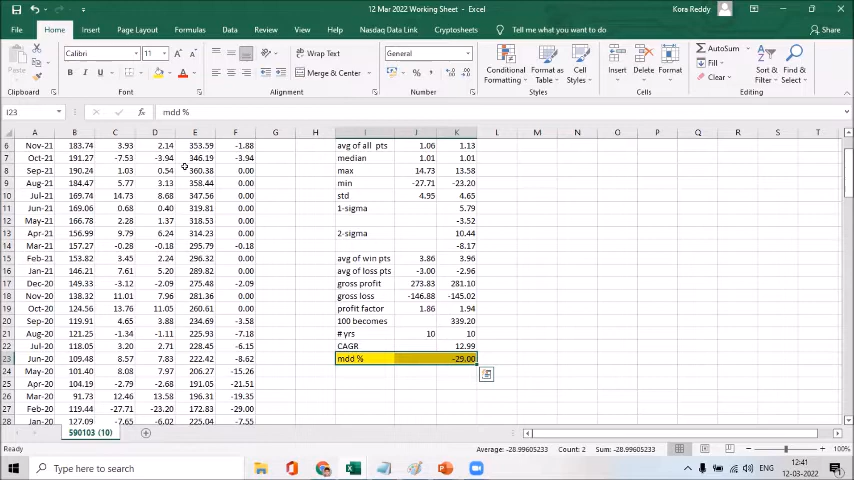 12 Mar 2022 Working Sheet - Excel
Kora Reddy
File Home Insert Page Layout Formulas Data Review View Help Nasdaq Data Link Cryptosheets Tell me what you want to do Share
Calibri 11 Wrap Text General AutoSum
Paste Merge & Center Conditional Formatting Format as Table Cell Styles Insert Delete Format Fill Clear Sort & Filter Find & Select
Clipboard Font Alignment Number Styles Cells Editing
I23 mdd %
A B C D E F G H I J K L M N O P Q R S T
6 Nov-21 183.74 3.93 2.14 353.59 -1.88 avg of all pts 1.06 1.13
7 Oct-21 191.27 -7.53 -3.94 346.19 -3.94 median 1.01 1.01
8 Sep-21 190.24 1.03 0.54 360.38 0.00 max 14.73 13.58
9 Aug-21 184.47 5.77 3.13 358.44 0.00 min -27.71 -23.20
10 Jul-21 169.74 14.73 8.68 347.56 0.00 std 4.95 4.65
11 Jun-21 169.06 0.68 0.40 319.81 0.00 1-sigma 5.79
12 May-21 166.78 2.28 1.37 318.53 0.00 -3.52
13 Apr-21 156.99 9.79 6.24 314.23 0.00 2-sigma 10.44
14 Mar-21 157.27 -0.28 -0.18 295.79 -0.18 -8.17
15 Feb-21 153.82 3.45 2.24 296.32 0.00 avg of win pts 3.86 3.96
16 Jan-21 146.21 7.61 5.20 289.82 0.00 avg of loss pts -3.00 -2.96
17 Dec-20 149.33 -3.12 -2.09 275.48 -2.09 gross profit 273.83 281.10
18 Nov-20 138.32 11.01 7.96 281.36 0.00 gross loss -146.88 -145.02
19 Oct-20 124.56 13.76 11.05 260.61 0.00 profit factor 1.86 1.94
20 Sep-20 119.91 4.65 3.88 234.69 -3.58 100 becomes 339.20
21 Aug-20 121.25 -1.34 -1.11 225.93 -7.18 # yrs 10 10
22 Jul-20 118.05 3.20 2.71 228.45 -6.15 CAGR 12.99
23 Jun-20 109.48 8.57 7.83 222.42 -8.62 mdd % -29.00
24 May-20 101.40 8.08 7.97 206.27 -15.26
25 Apr-20 104.19 -2.79 -2.68 191.05 -21.51
26 Mar-20 91.73 12.46 13.58 196.31 -19.35
27 Feb-20 119.44 -27.71 -23.20 172.83 -29.00
28 Jan-20 127.09 -7.65 -6.02 225.04 -7.55
590103 (10)
Ready Average: -28.99605233 Count: 2 Sum: -28.99605233 100%
Type here to search ENG 12:41
12-03-2022